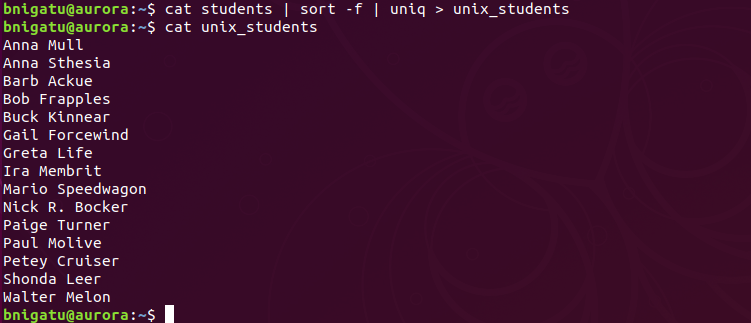 bnigatu@aurora:~$ cat students | sort -f | uniq > unix_students
bnigatu@aurora:~$ cat unix_students
Anna Mull
Anna Sthesia
Barb Ackue
Bob Frapples
Buck Kinnear
Gail Forcewind
Greta Life
Ira Membrit
Mario Speedwagon
Nick R. Bocker
Paige Turner
Paul Molive
Petey Cruiser
Shonda Leer
Walter Melon
bnigatu@aurora:~$